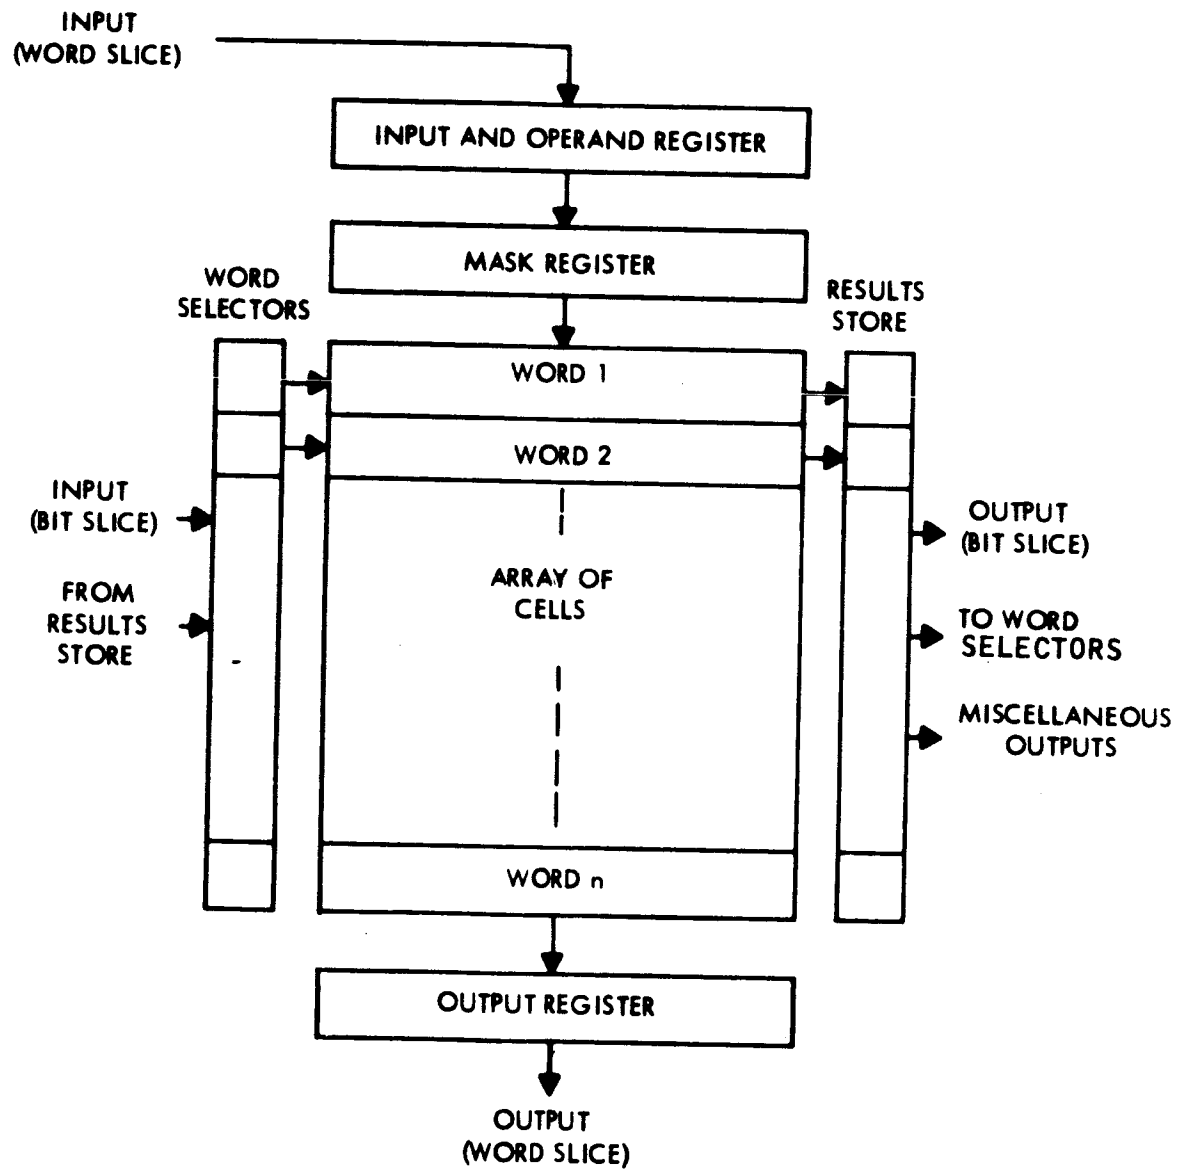 INPUT
(WORD SLICE)
INPUT AND OPERAND REGISTER
MASK REGISTER
WORD
SELECTORS
RESULTS
STORE
WORD 1
WORD 2
INPUT
(BIT SLICE)
OUTPUT
(BIT SLICE)
ARRAY OF
CELLS
FROM
RESULTS
STORE
TO WORD
SELECTORS
MISCELLANEOUS
OUTPUTS
WORD n
OUTPUT REGISTER
OUTPUT
(WORD SLICE)